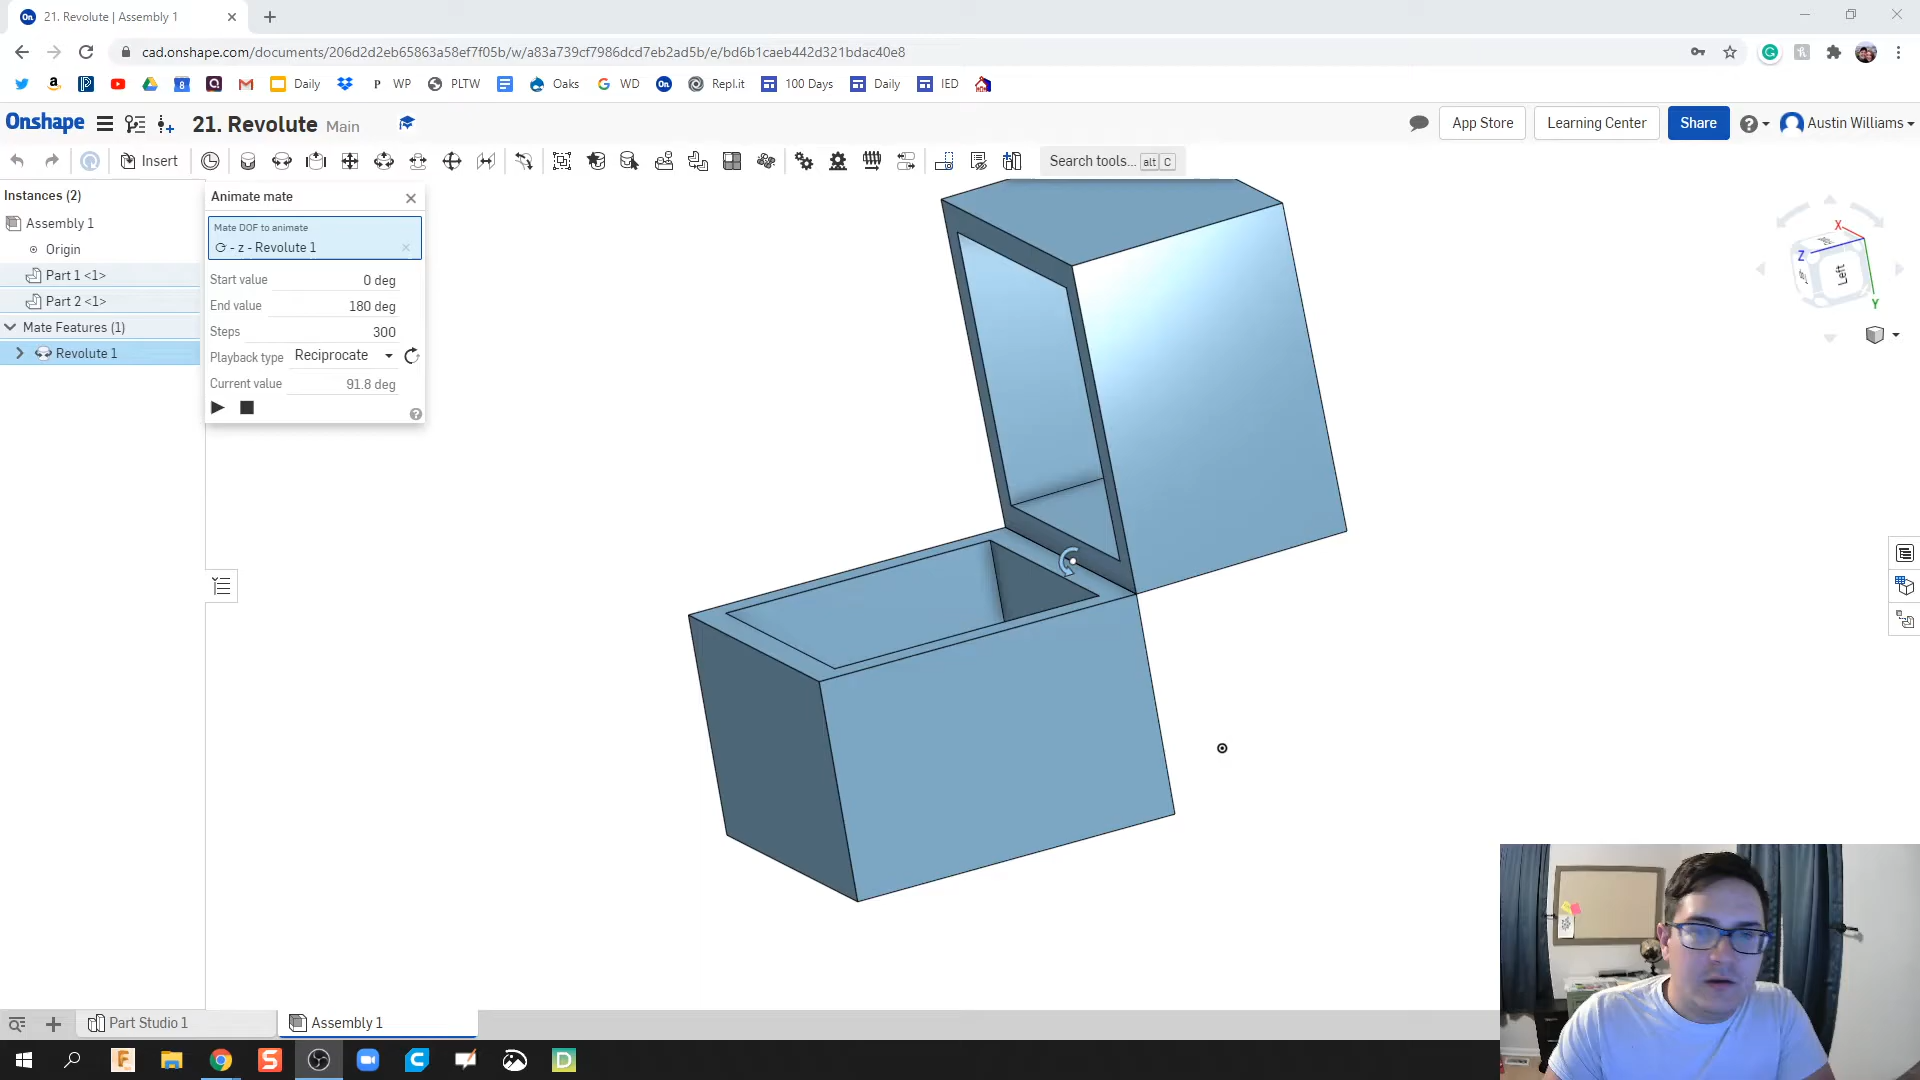 21. Revolute | Assembly 1
cad.onshape.com/documents/206d2d2eb65863a58ef7f05b/w/a83a739cf7986dcd7eb2ad5b/e/bd6b1caeb442d321bdac40e8
Daily
WP
PLTW
Oaks
WD
Repl.it
100 Days
Daily
IED
Onshape
21. Revolute Main
App Store
Learning Center
Share
Austin Williams
Insert
Search tools... alt C
Instances (2)
Assembly 1
Origin
Part 1 <1>
Part 2 <1>
Mate Features (1)
Revolute 1
Animate mate
Mate DOF to animate
- z - Revolute 1
Start value 0 deg
End value 180 deg
Steps 300
Playback type Reciprocate
Current value 91.8 deg
X
Z
Left
Y
Part Studio 1
Assembly 1